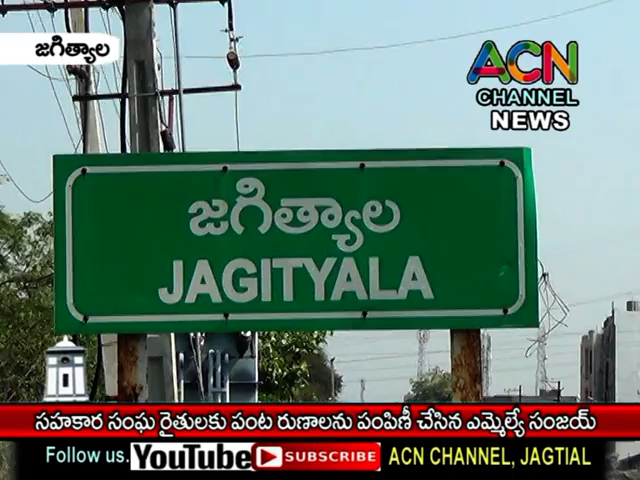 జగిత్యాల
ACN
CHANNEL
NEWS
జగిత్యాల
JAGITYALA
సహకార సంఘ రైతులకు పంట రుణాలను పంపిణీ చేసిన ఎమ్మెల్యే సంజయ్
Follow us. YouTube SUBSCRIBE ACN CHANNEL, JAGTIAL